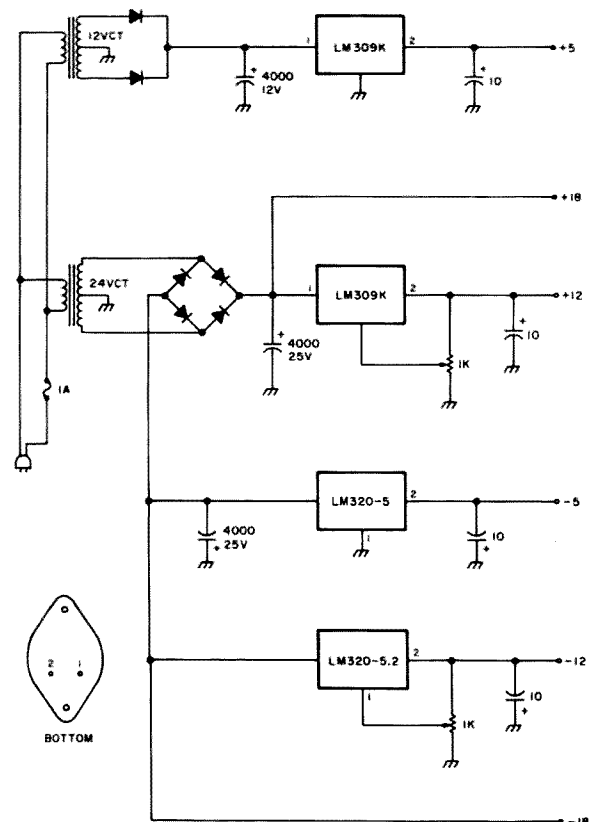 12VCT
1
LM309K
2
+5
+
4000
12V
+
10
+18
24VCT
1
LM309K
2
+12
+
4000
25V
1K
+
10
1A
LM320-5
2
-5
4000
+ 25V
1
10
+
LM320-5.2
2
-12
1
1K
10
+
2 1
BOTTOM
-18